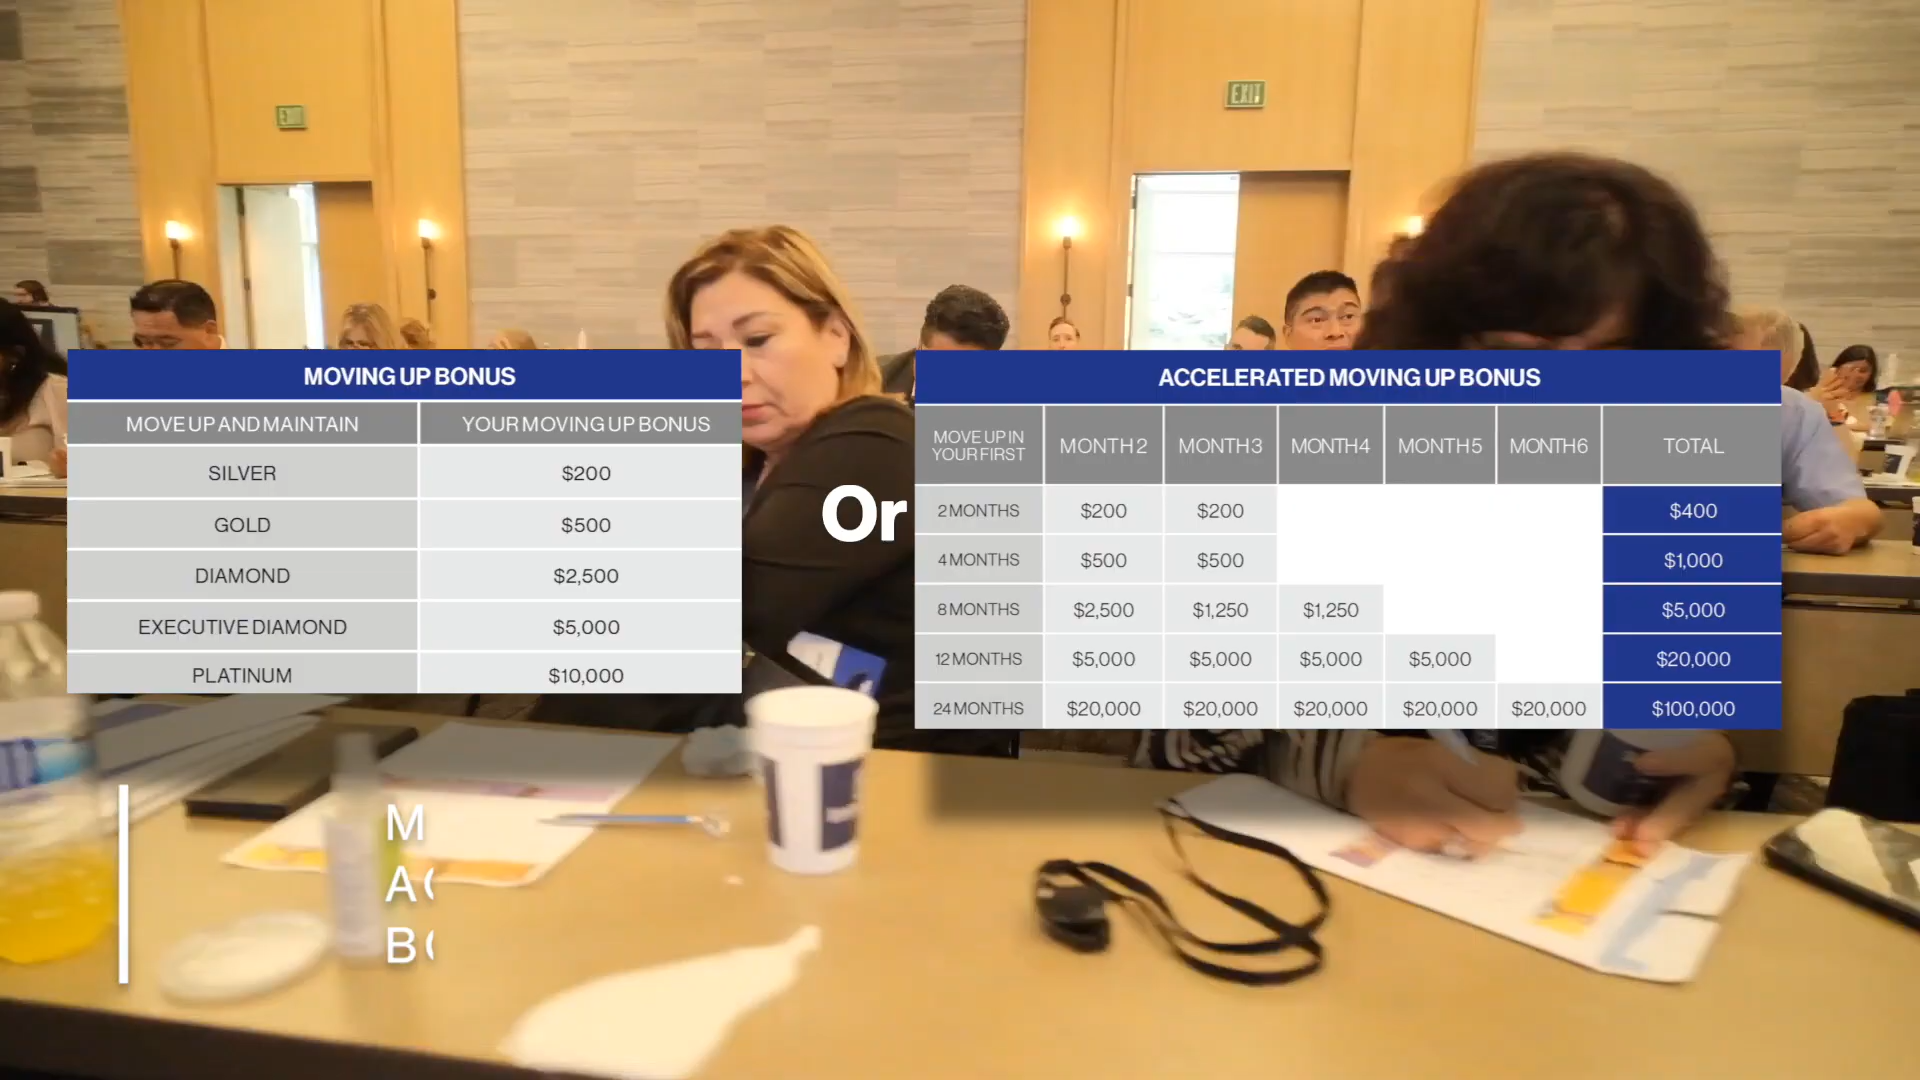 EXIT
MOVING UP BONUS
MOVE UP AND MAINTAIN YOUR MOVING UP BONUS
SILVER $200
GOLD $500
DIAMOND $2,500
EXECUTIVE DIAMOND $5,000
PLATINUM $10,000
Or
ACCELERATED MOVING UP BONUS
MOVE UP IN
YOUR FIRST MONTH 2 MONTH 3 MONTH 4 MONTH 5 MONTH 6 TOTAL
2 MONTHS $200 $200 $400
4 MONTHS $500 $500 $1,000
8 MONTHS $2,500 $1,250 $1,250 $5,000
12 MONTHS $5,000 $5,000 $5,000 $5,000 $20,000
24 MONTHS $20,000 $20,000 $20,000 $20,000 $20,000 $100,000
M
A
B